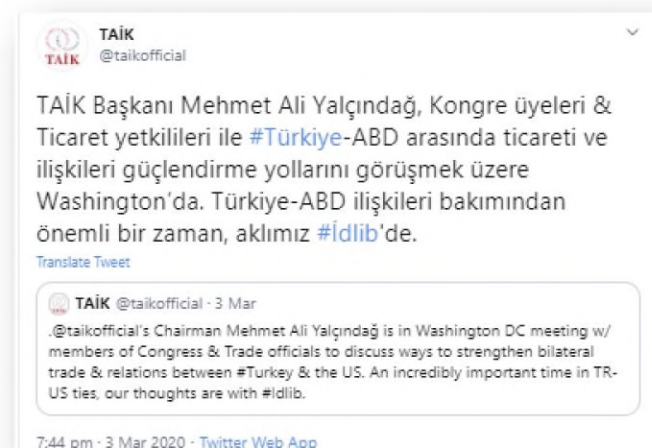 TAİK
@taikofficial
TAİK
TAİK Başkanı Mehmet Ali Yalçındağ, Kongre üyeleri &
Ticaret yetkilileri ile #Türkiye-ABD arasında ticareti ve
ilişkileri güçlendirme yollarını görüşmek üzere
Washington'da. Türkiye-ABD ilişkileri bakımından
önemli bir zaman, aklımız #İdlib'de.
Translate Tweet
TAİK @taikofficial · 3 Mar
.@taikofficial's Chairman Mehmet Ali Yalçındağ is in Washington DC meeting w/
members of Congress & Trade officials to discuss ways to strengthen bilateral
trade & relations between #Turkey & the US. An incredibly important time in TR-
US ties, our thoughts are with #Idlib.
7:44 pm · 3 Mar 2020 · Twitter Web App